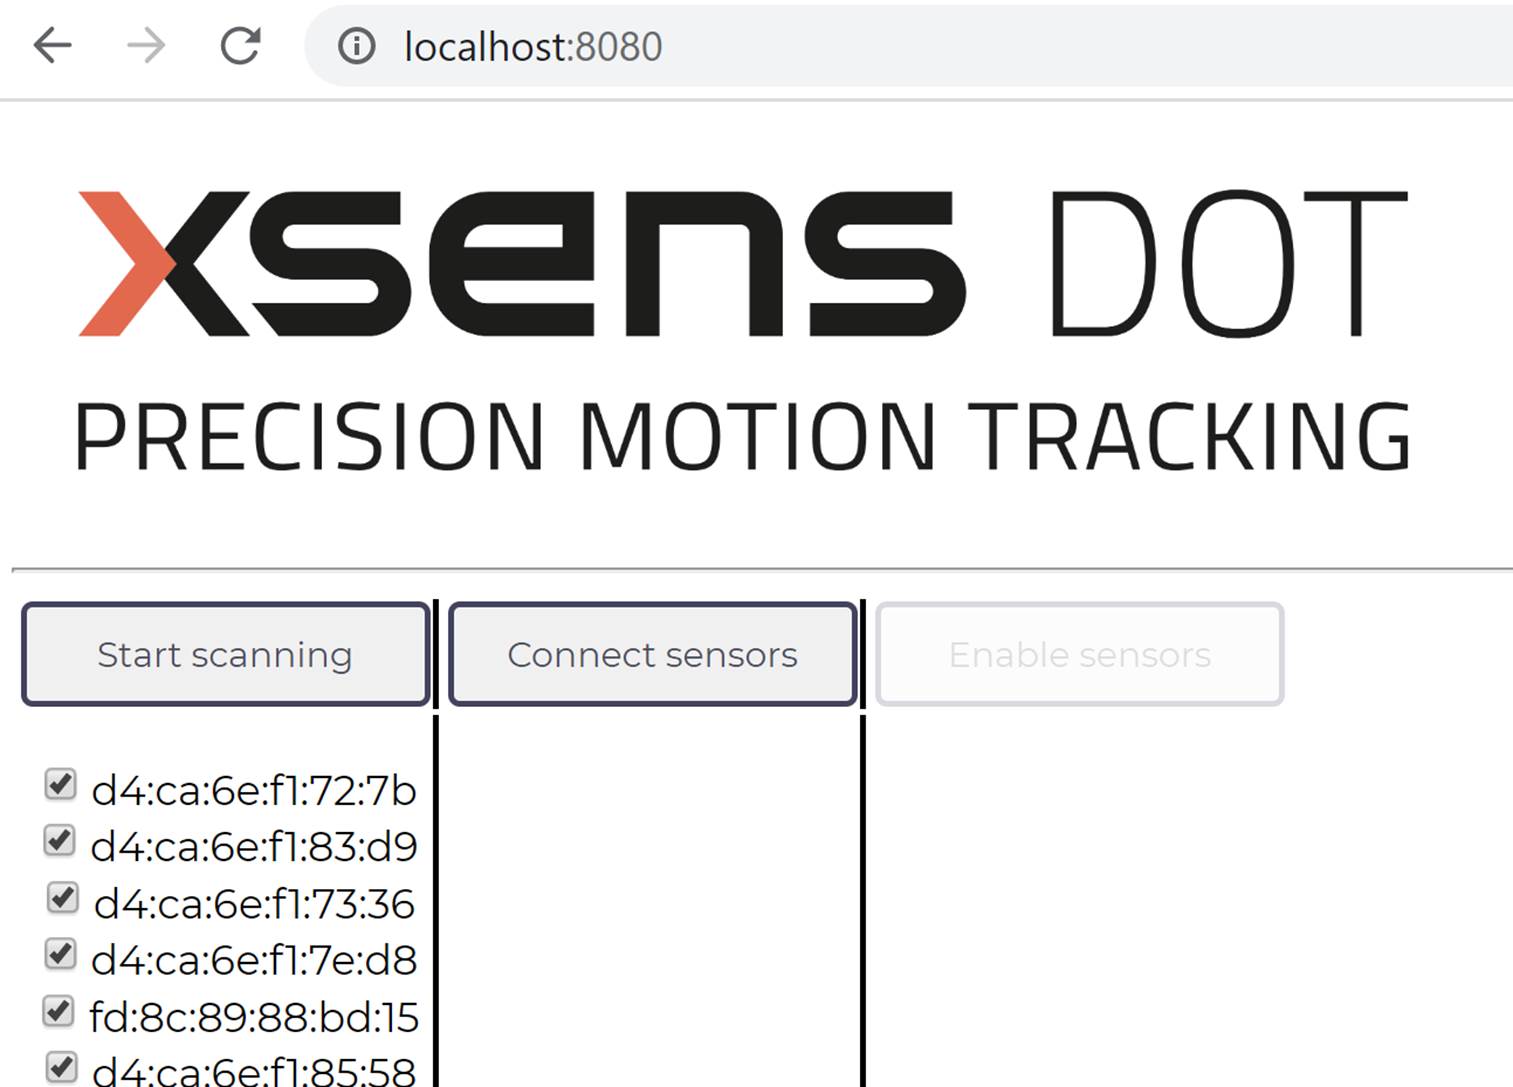 localhost:8080
xsens DOT
PRECISION MOTION TRACKING
Start scanning Connect sensors Enable sensors
d4:ca:6e:f1:72:7b
d4:ca:6e:f1:83:d9
d4:ca:6e:f1:73:36
d4:ca:6e:f1:7e:d8
fd:8c:89:88:bd:15
d4:ca:6e:f1:85:58